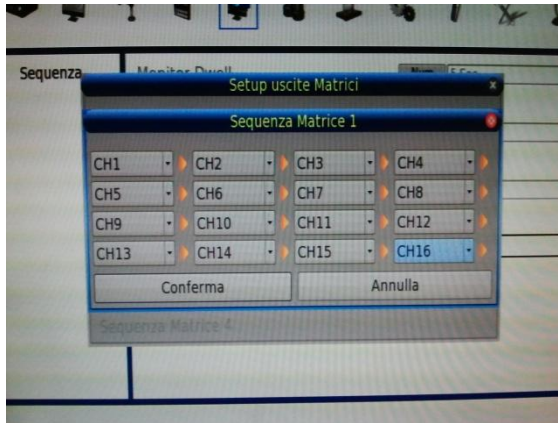 Sequenza
Monitor Dwell
Setup uscite Matrici
x
Sequenza Matrice 1
CH1 CH2 CH3 CH4
CH5 CH6 CH7 CH8
CH9 CH10 CH11 CH12
CH13 CH14 CH15 CH16
Conferma Annulla
Sequenza Matrice 4